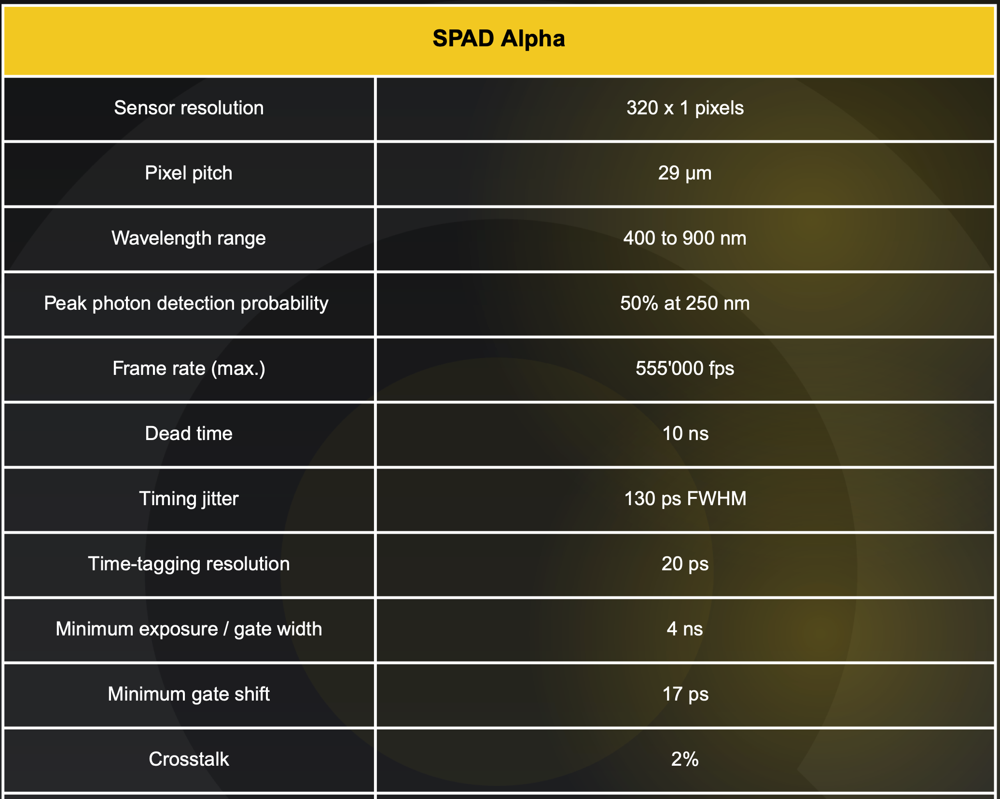 SPAD Alpha
Sensor resolution 320 x 1 pixels
Pixel pitch 29 µm
Wavelength range 400 to 900 nm
Peak photon detection probability 50% at 250 nm
Frame rate (max.) 555'000 fps
Dead time 10 ns
Timing jitter 130 ps FWHM
Time-tagging resolution 20 ps
Minimum exposure / gate width 4 ns
Minimum gate shift 17 ps
Crosstalk 2%